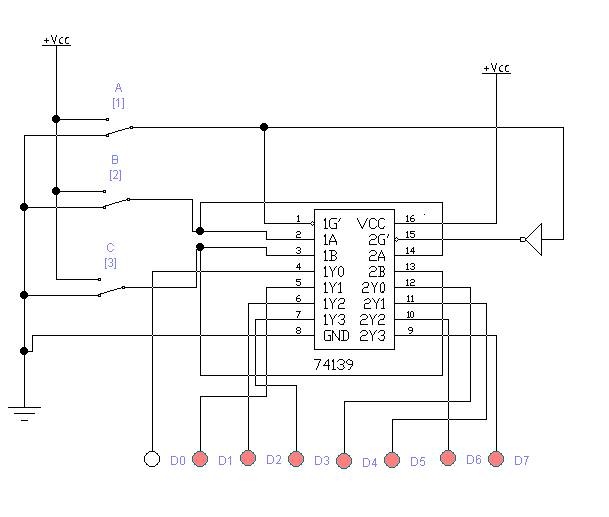 +Vcc
+Vcc
A
[1]
B
[2]
C
[3]
1 1G' VCC 16
2 1A 2G' 15
3 1B 2A 14
4 1Y0 2B 13
5 1Y1 2Y0 12
6 1Y2 2Y1 11
7 1Y3 2Y2 10
8 GND 2Y3 9
74139
D0 D1 D2 D3 D4 D5 D6 D7